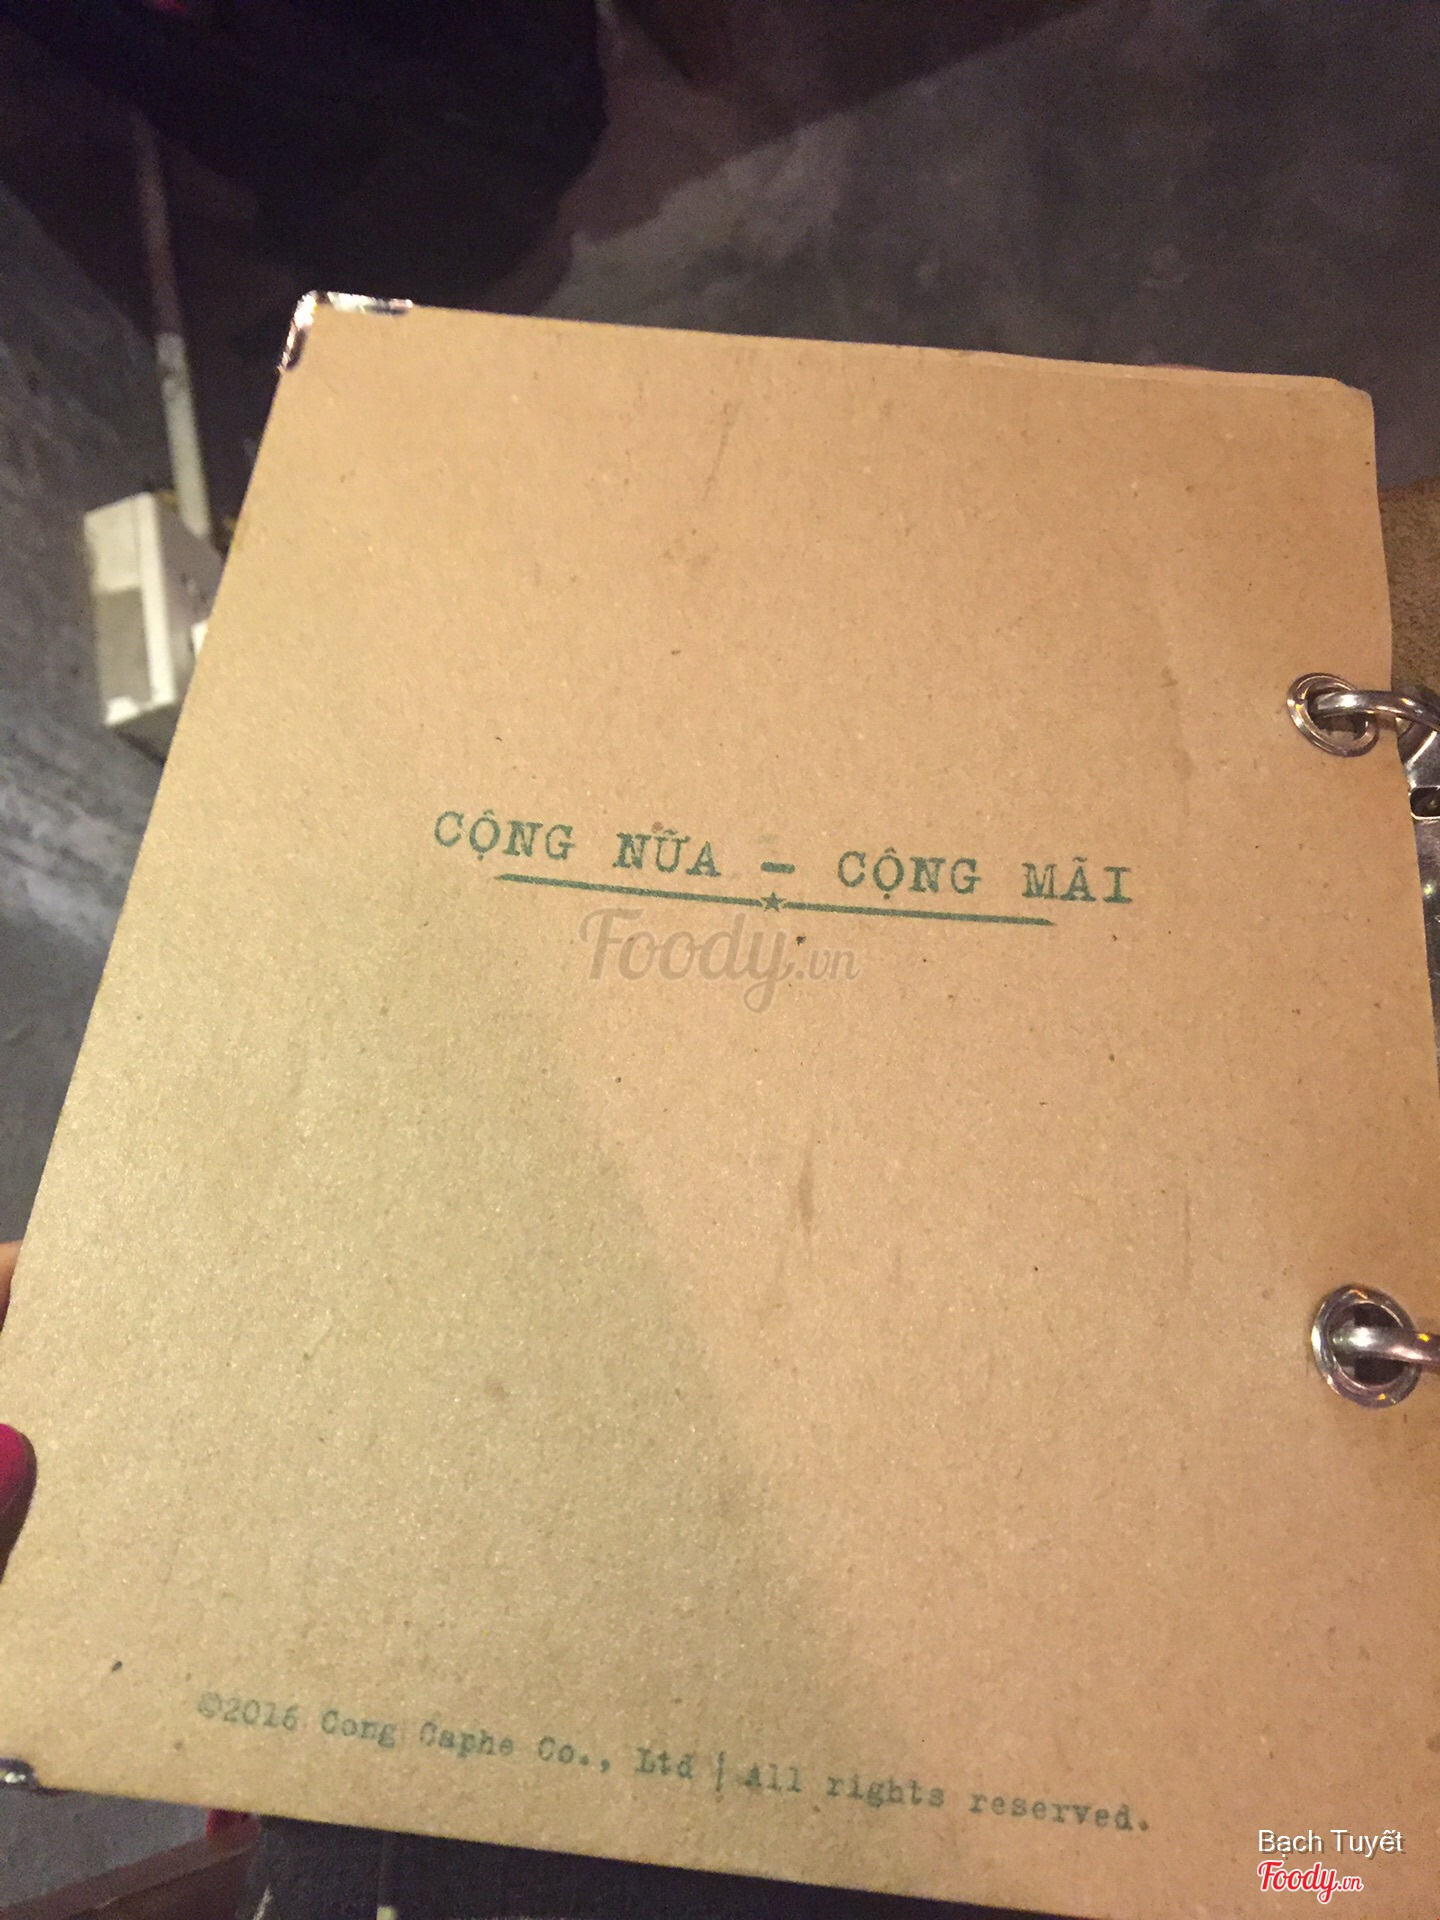 CỘNG NỮA - CỘNG MÃI
Foody.vn
©2016 Cong Caphe Co., Ltd | All rights reserved.
Bạch Tuyết
Foody.vn